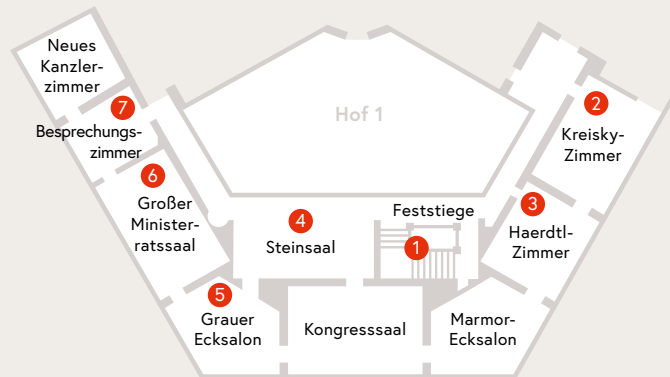 Neues
Kanzler-
zimmer
7
Besprechungs-
zimmer
6
Großer
Minister-
ratssaal
5
Grauer
Ecksalon
4
Steinsaal
Hof 1
Kongresssaal
Feststiege
1
Marmor-
Ecksalon
3
Haerdtl-
Zimmer
2
Kreisky-
Zimmer